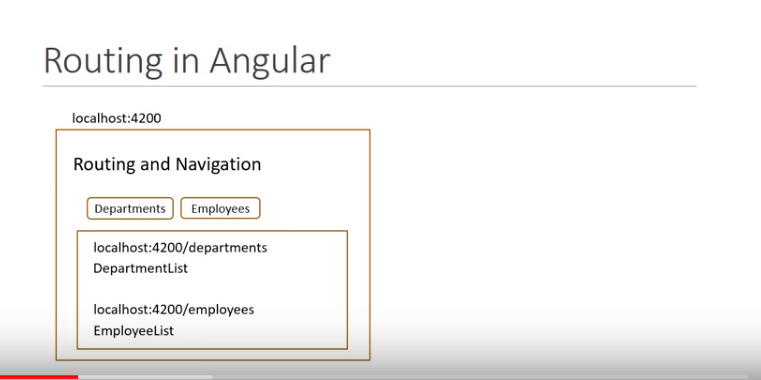 Routing in Angular
localhost:4200
Routing and Navigation
Departments Employees
localhost:4200/departments
DepartmentList
localhost:4200/employees
EmployeeList